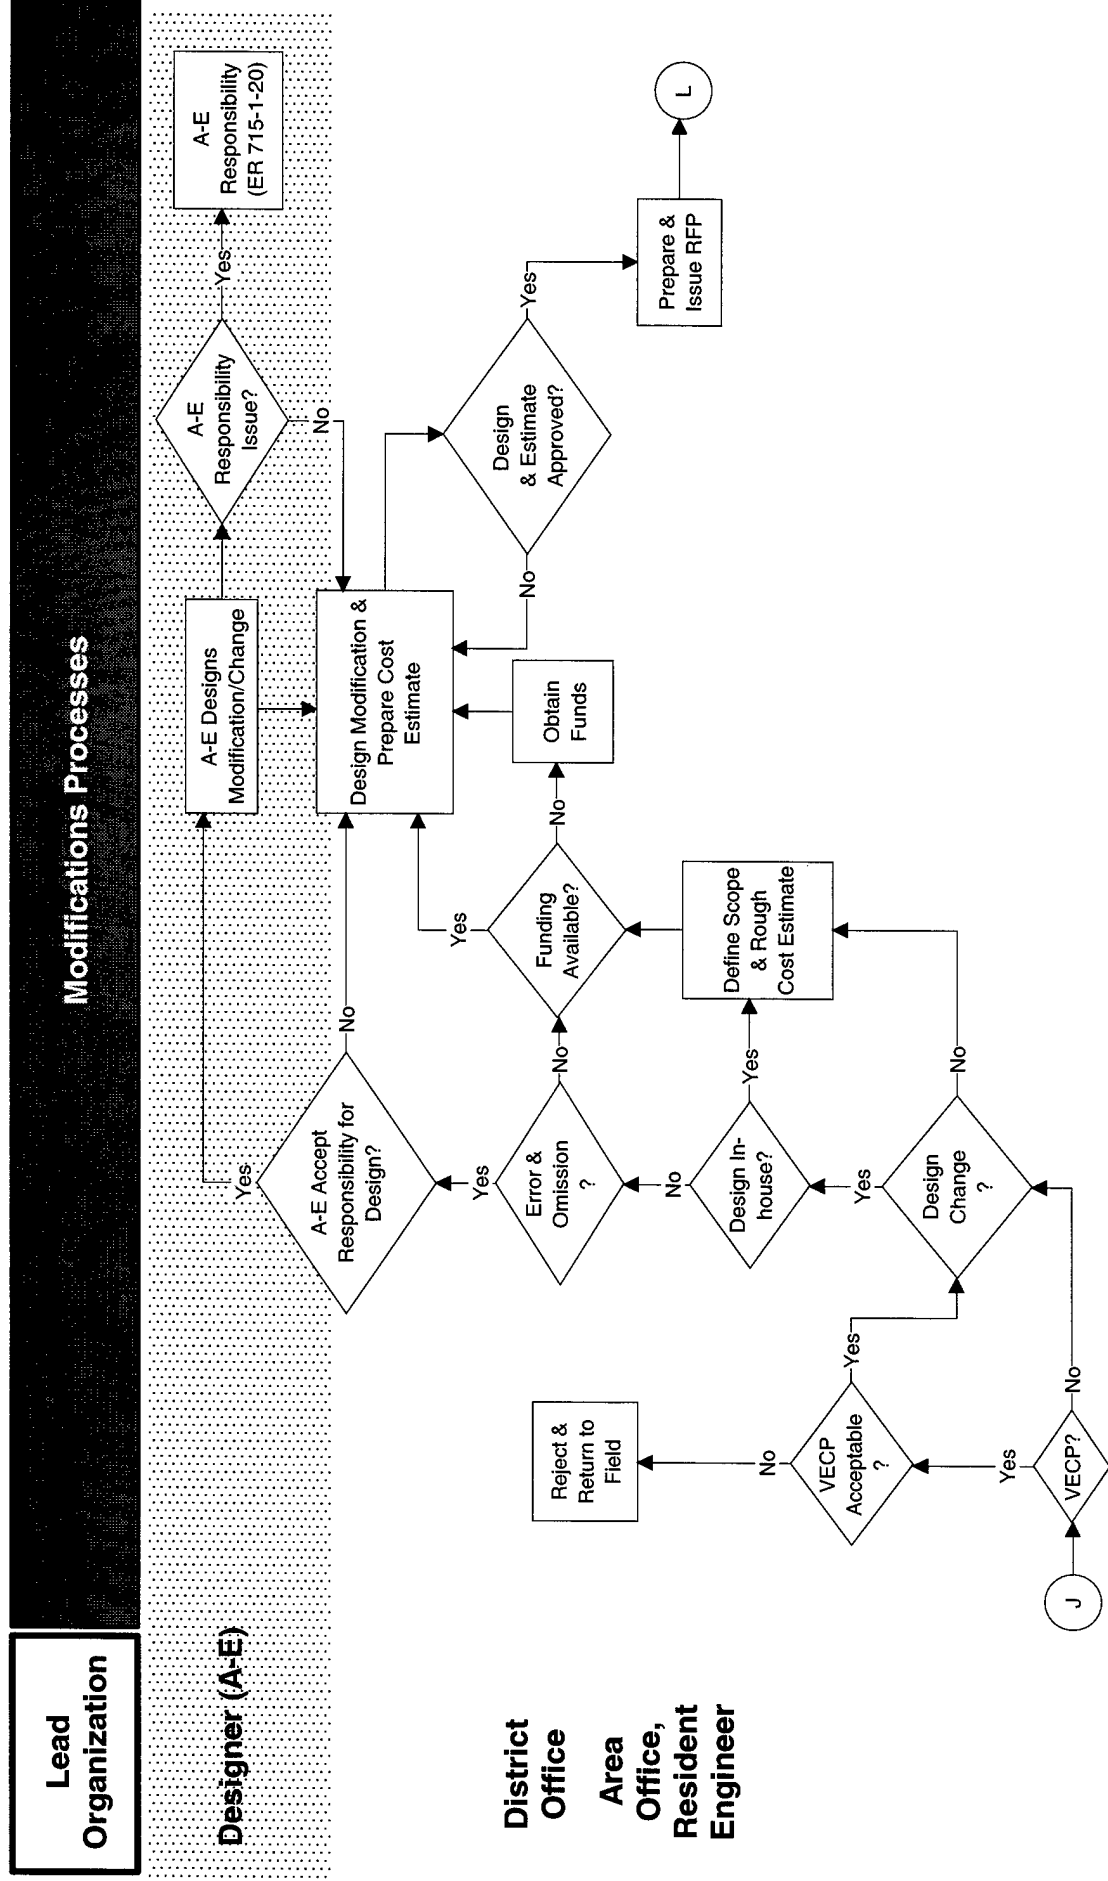 Lead
Organization
Modifications Processes
Designer (A-E)
A-E Accept
Responsibility for
Design?
Yes
No
A-E Designs
Modification/Change
A-E
Responsibility
Issue?
Yes
No
A-E
Responsibility
(ER 715-1-20)
District
Office
Area
Office,
Resident
Engineer
Design Modification &
Prepare Cost
Estimate
Design
& Estimate
Approved?
Yes
No
Error &
Omission
?
Yes
No
Funding
Available?
Yes
No
Obtain
Funds
Prepare &
Issue RFP
L
Reject &
Return to
Field
Design In-
house?
No
Yes
Define Scope
& Rough
Cost Estimate
VECP
Acceptable
?
No
Yes
Design
Change
?
Yes
No
J
VECP?
Yes
No